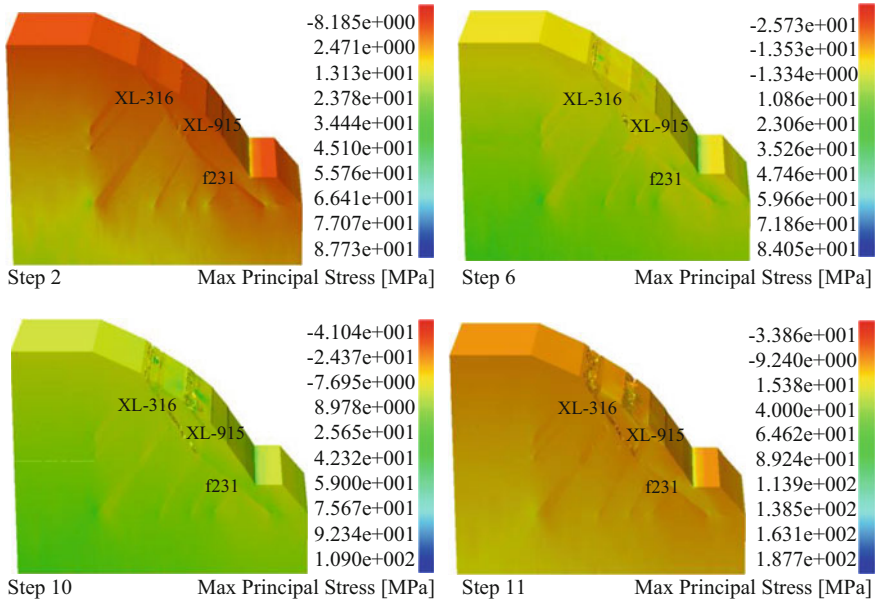 -8.185e+000
2.471e+000
1.313e+001
2.378e+001
3.444e+001
4.510e+001
5.576e+001
6.641e+001
7.707e+001
8.773e+001
XL-316
XL-915
f231
Step 2 Max Principal Stress [MPa]
-2.573e+001
-1.353e+001
-1.334e+000
1.086e+001
2.306e+001
3.526e+001
4.746e+001
5.966e+001
7.186e+001
8.405e+001
XL-316
XL-915
f231
Step 6 Max Principal Stress [MPa]
-4.104e+001
-2.437e+001
-7.695e+000
8.978e+000
2.565e+001
4.232e+001
5.900e+001
7.567e+001
9.234e+001
1.090e+002
XL-316
XL-915
f231
Step 10 Max Principal Stress [MPa]
-3.386e+001
-9.240e+000
1.538e+001
4.000e+001
6.462e+001
8.924e+001
1.139e+002
1.385e+002
1.631e+002
1.877e+002
XL-316
XL-915
f231
Step 11 Max Principal Stress [MPa]